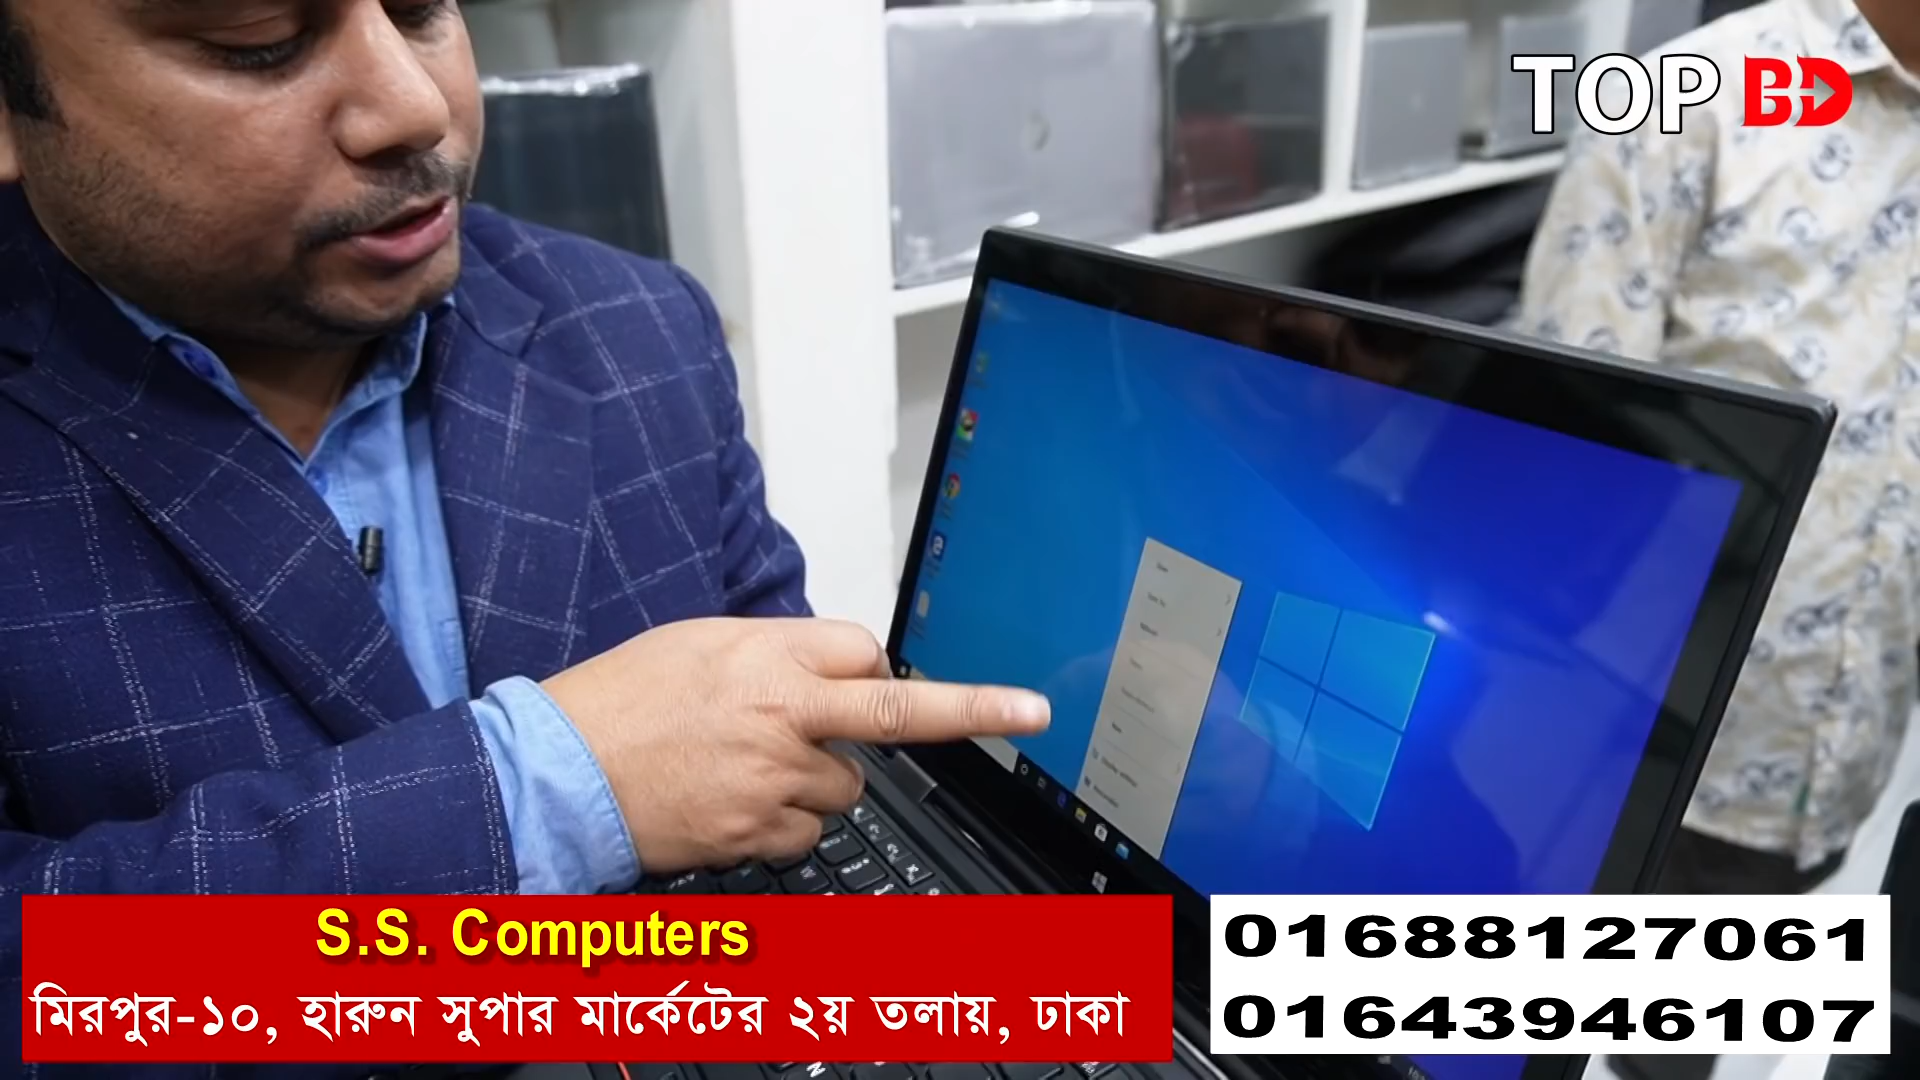 TOP BD
S.S. Computers
মিরপুর-১০, হারুন সুপার মার্কেটের ২য় তলায়, ঢাকা
01688127061
01643946107